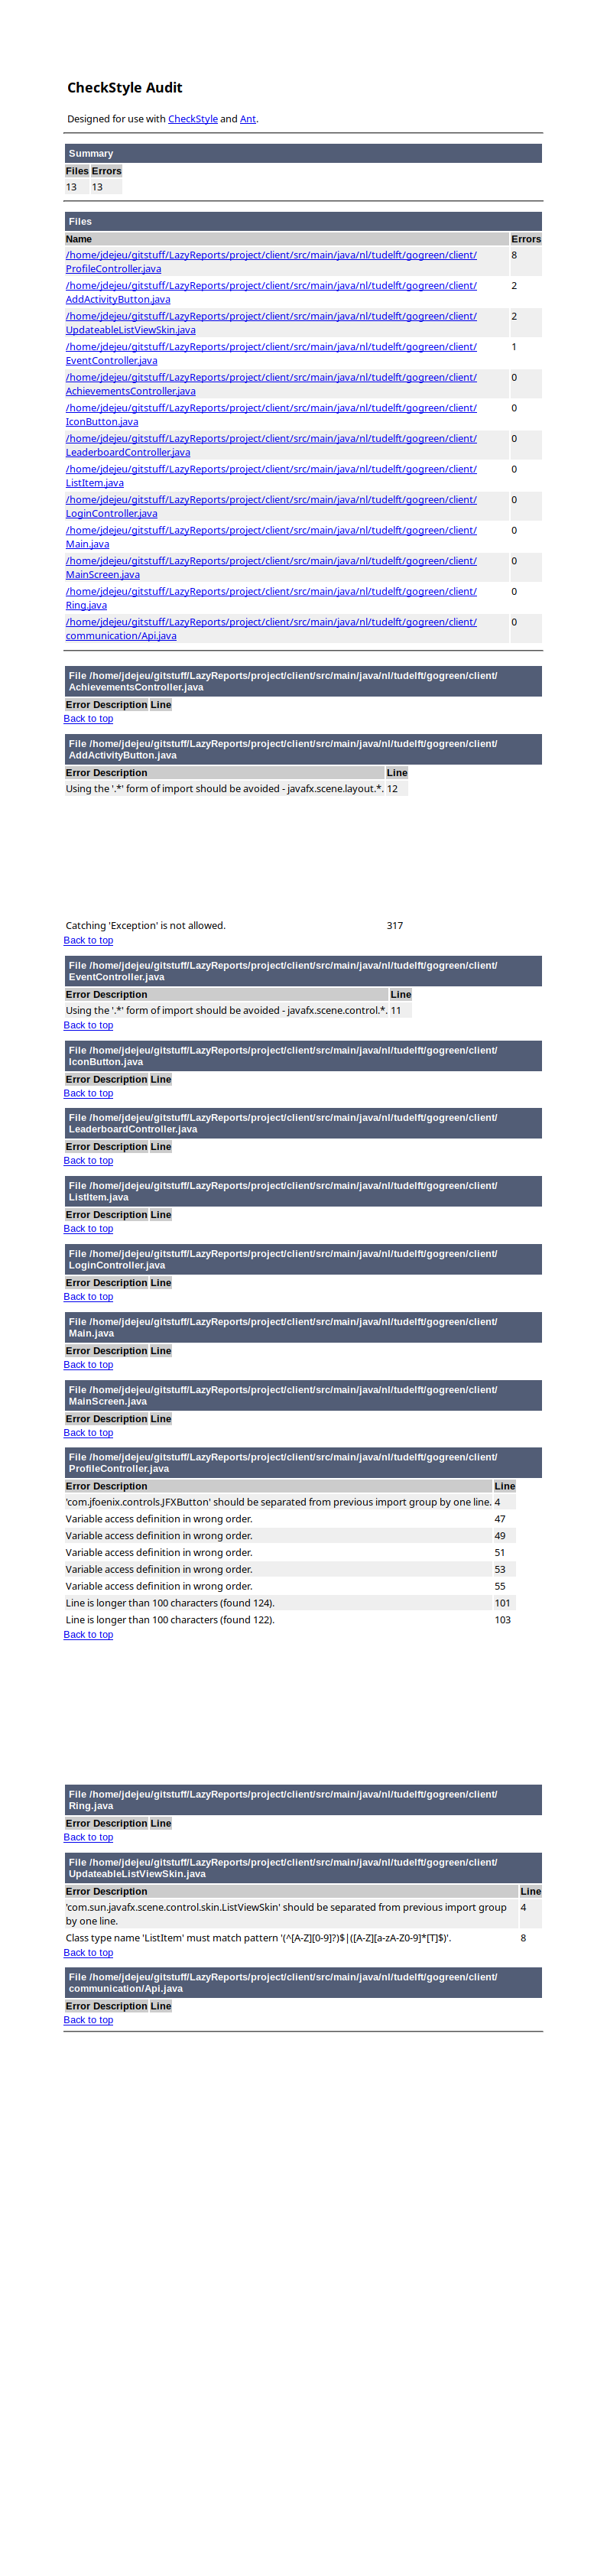 CheckStyle Audit
Designed for use with CheckStyle and Ant.
Summary
Files Errors
13 13
Files
Name Errors
/home/jdejeu/gitstuff/LazyReports/project/client/src/main/java/nl/tudelft/gogreen/client/ 8
ProfileController.java
/home/jdejeu/gitstuff/LazyReports/project/client/src/main/java/nl/tudelft/gogreen/client/ 2
AddActivityButton.java
/home/jdejeu/gitstuff/LazyReports/project/client/src/main/java/nl/tudelft/gogreen/client/ 2
UpdateableListViewSkin.java
/home/jdejeu/gitstuff/LazyReports/project/client/src/main/java/nl/tudelft/gogreen/client/ 1
EventController.java
/home/jdejeu/gitstuff/LazyReports/project/client/src/main/java/nl/tudelft/gogreen/client/ 0
AchievementsController.java
/home/jdejeu/gitstuff/LazyReports/project/client/src/main/java/nl/tudelft/gogreen/client/ 0
IconButton.java
/home/jdejeu/gitstuff/LazyReports/project/client/src/main/java/nl/tudelft/gogreen/client/ 0
LeaderboardController.java
/home/jdejeu/gitstuff/LazyReports/project/client/src/main/java/nl/tudelft/gogreen/client/ 0
ListItem.java
/home/jdejeu/gitstuff/LazyReports/project/client/src/main/java/nl/tudelft/gogreen/client/ 0
LoginController.java
/home/jdejeu/gitstuff/LazyReports/project/client/src/main/java/nl/tudelft/gogreen/client/ 0
Main.java
/home/jdejeu/gitstuff/LazyReports/project/client/src/main/java/nl/tudelft/gogreen/client/ 0
MainScreen.java
/home/jdejeu/gitstuff/LazyReports/project/client/src/main/java/nl/tudelft/gogreen/client/ 0
Ring.java
/home/jdejeu/gitstuff/LazyReports/project/client/src/main/java/nl/tudelft/gogreen/client/ 0
communication/Api.java
File /home/jdejeu/gitstuff/LazyReports/project/client/src/main/java/nl/tudelft/gogreen/client/
AchievementsController.java
Error Description Line
Back to top
File /home/jdejeu/gitstuff/LazyReports/project/client/src/main/java/nl/tudelft/gogreen/client/
AddActivityButton.java
Error Description Line
Using the '.*' form of import should be avoided - javafx.scene.layout.*. 12
Catching 'Exception' is not allowed. 317
Back to top
File /home/jdejeu/gitstuff/LazyReports/project/client/src/main/java/nl/tudelft/gogreen/client/
EventController.java
Error Description Line
Using the '.*' form of import should be avoided - javafx.scene.control.*. 11
Back to top
File /home/jdejeu/gitstuff/LazyReports/project/client/src/main/java/nl/tudelft/gogreen/client/
IconButton.java
Error Description Line
Back to top
File /home/jdejeu/gitstuff/LazyReports/project/client/src/main/java/nl/tudelft/gogreen/client/
LeaderboardController.java
Error Description Line
Back to top
File /home/jdejeu/gitstuff/LazyReports/project/client/src/main/java/nl/tudelft/gogreen/client/
ListItem.java
Error Description Line
Back to top
File /home/jdejeu/gitstuff/LazyReports/project/client/src/main/java/nl/tudelft/gogreen/client/
LoginController.java
Error Description Line
Back to top
File /home/jdejeu/gitstuff/LazyReports/project/client/src/main/java/nl/tudelft/gogreen/client/
Main.java
Error Description Line
Back to top
File /home/jdejeu/gitstuff/LazyReports/project/client/src/main/java/nl/tudelft/gogreen/client/
MainScreen.java
Error Description Line
Back to top
File /home/jdejeu/gitstuff/LazyReports/project/client/src/main/java/nl/tudelft/gogreen/client/
ProfileController.java
Error Description Line
'com.jfoenix.controls.JFXButton' should be separated from previous import group by one line. 4
Variable access definition in wrong order. 47
Variable access definition in wrong order. 49
Variable access definition in wrong order. 51
Variable access definition in wrong order. 53
Variable access definition in wrong order. 55
Line is longer than 100 characters (found 124). 101
Line is longer than 100 characters (found 122). 103
Back to top
File /home/jdejeu/gitstuff/LazyReports/project/client/src/main/java/nl/tudelft/gogreen/client/
Ring.java
Error Description Line
Back to top
File /home/jdejeu/gitstuff/LazyReports/project/client/src/main/java/nl/tudelft/gogreen/client/
UpdateableListViewSkin.java
Error Description Line
'com.sun.javafx.scene.control.skin.ListViewSkin' should be separated from previous import group 4
by one line.
Class type name 'ListItem' must match pattern '(^[A-Z][0-9]?)$|([A-Z][a-zA-Z0-9]*[T]$)'. 8
Back to top
File /home/jdejeu/gitstuff/LazyReports/project/client/src/main/java/nl/tudelft/gogreen/client/
communication/Api.java
Error Description Line
Back to top